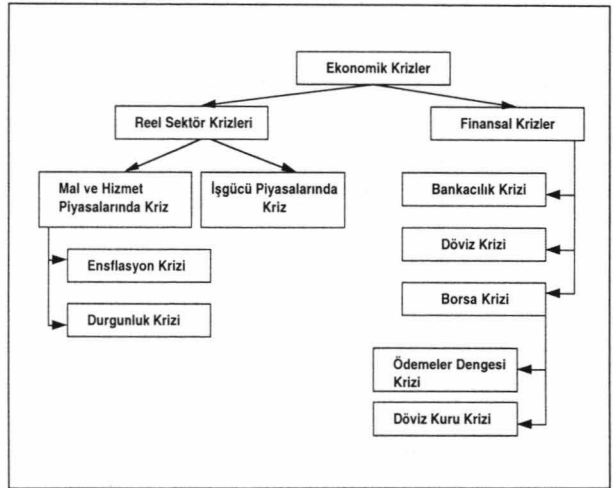 Ekonomik Krizler
Reel Sektör Krizleri
Finansal Krizler
Mal ve Hizmet
Piyasalarında Kriz
İşgücü Piyasalarında
Kriz
Bankacılık Krizi
Döviz Krizi
Ensflasyon Krizi
Borsa Krizi
Durgunluk Krizi
Ödemeler Dengesi
Krizi
Döviz Kuru Krizi